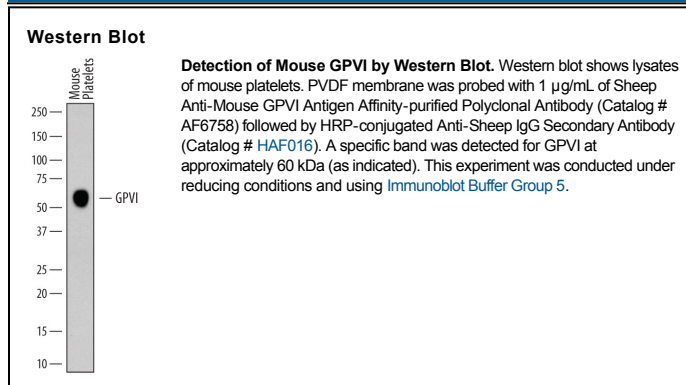 Western Blot
Mouse
Platelets
Detection of Mouse GPVI by Western Blot. Western blot shows lysates
of mouse platelets. PVDF membrane was probed with 1 µg/mL of Sheep
Anti-Mouse GPVI Antigen Affinity-purified Polyclonal Antibody (Catalog #
AF6758) followed by HRP-conjugated Anti-Sheep IgG Secondary Antibody
(Catalog # HAF016). A specific band was detected for GPVI at
approximately 60 kDa (as indicated). This experiment was conducted under
reducing conditions and using Immunoblot Buffer Group 5.
250
150
100
75
GPVI
50
37
25
20
15
10